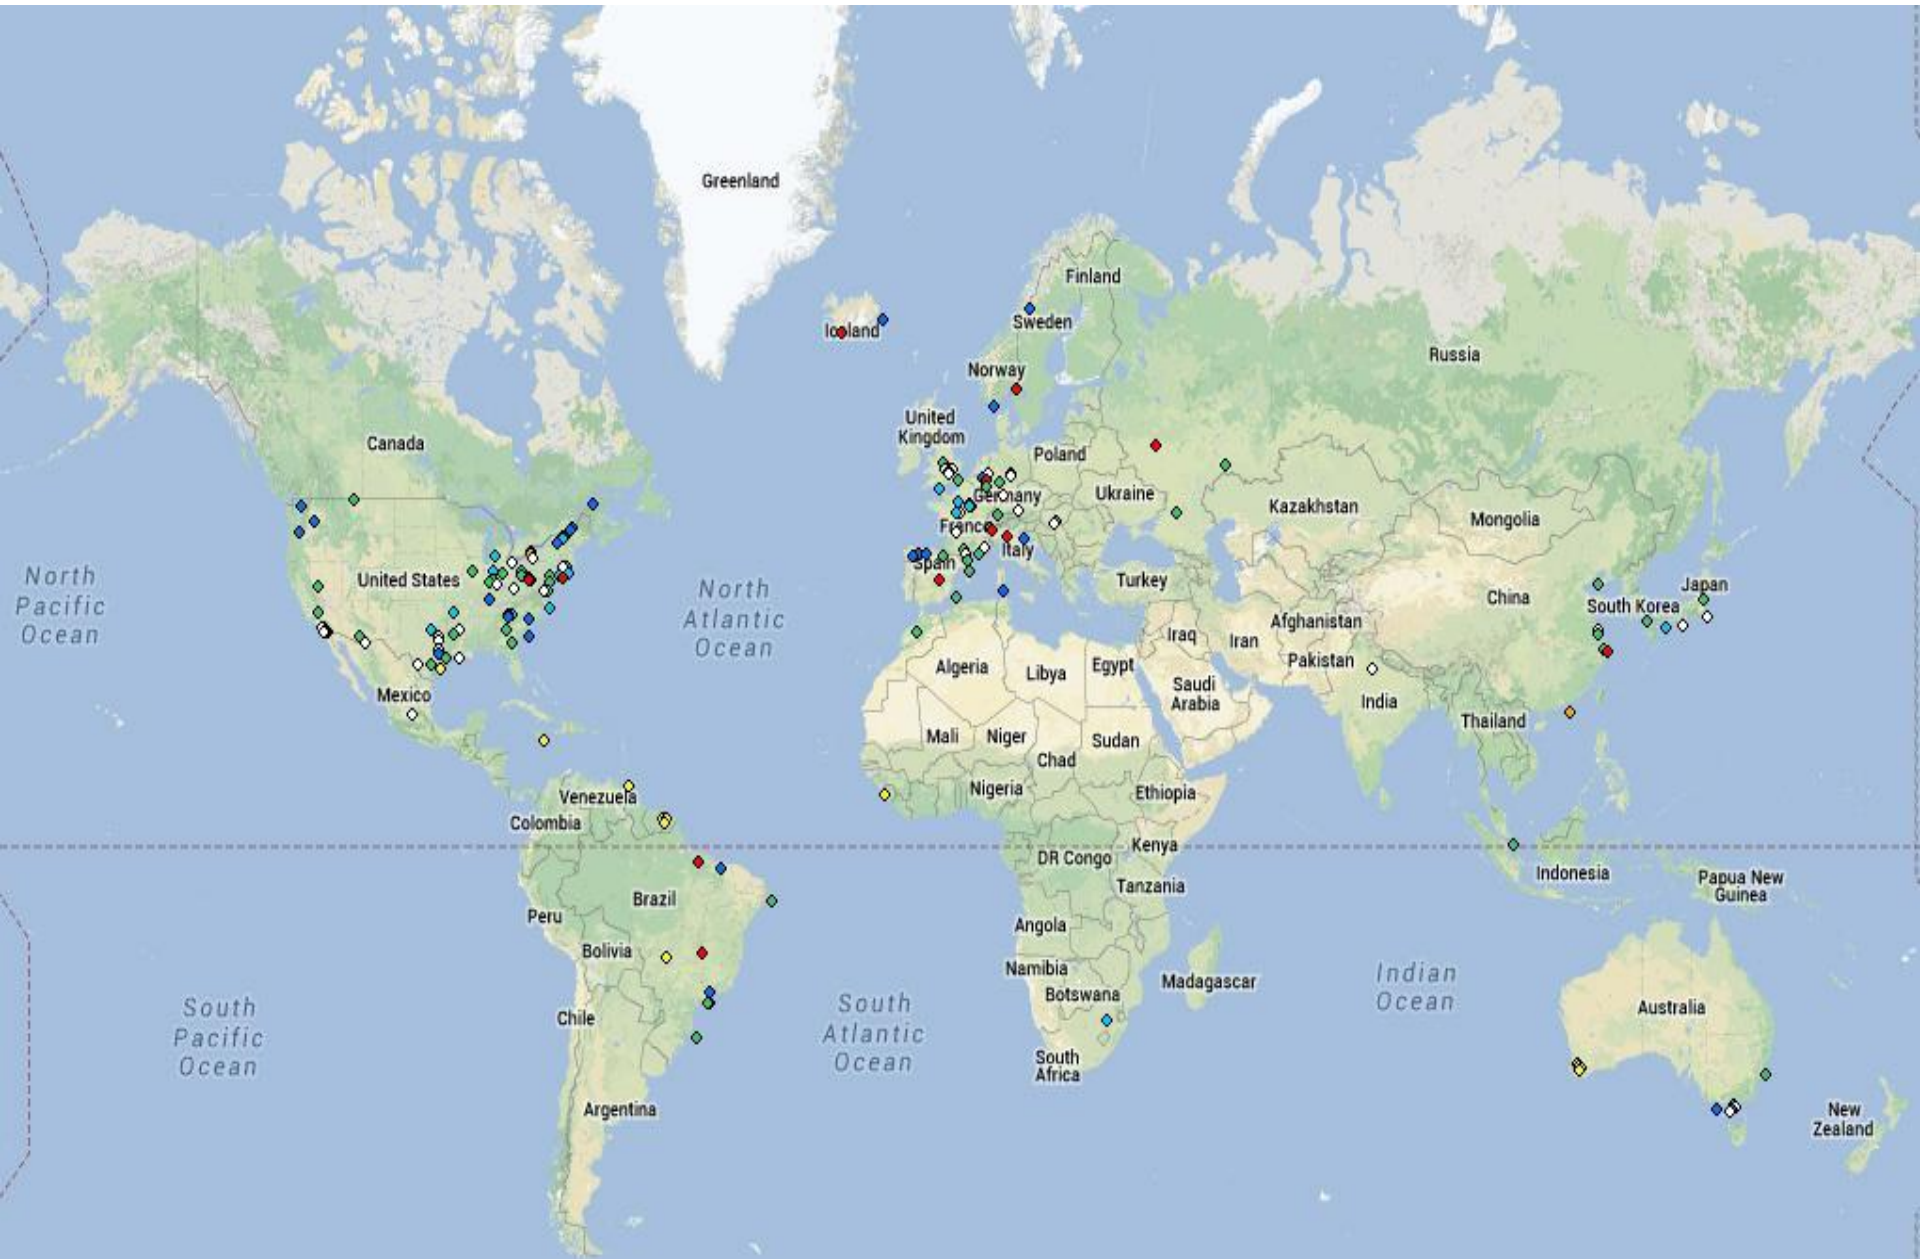 Greenland
Finland
Iceland
Sweden
Russia
Norway
United
Kingdom
Canada
Poland
Germany
Ukraine
Kazakhstan
Mongolia
France
Italy
Spain
North
Pacific
Ocean
United States
North
Atlantic
Ocean
Turkey
China
Japan
South Korea
Afghanistan
Iraq
Iran
Pakistan
Algeria
Libya
Egypt
Saudi
Arabia
India
Mexico
Thailand
Mali
Niger
Sudan
Chad
Nigeria
Ethiopia
Venezuela
Colombia
Kenya
DR Congo
Indonesia
Papua New
Guinea
Tanzania
Brazil
Peru
Angola
Bolivia
Namibia
Madagascar
Indian
Ocean
Botswana
Australia
South
Pacific
Ocean
Chile
South
Atlantic
Ocean
South
Africa
Argentina
New
Zealand